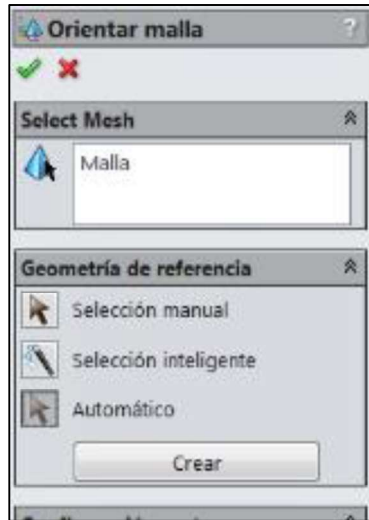 Orientar malla
?
Select Mesh
Malla
Geometría de referencia
Selección manual
Selección inteligente
Automático
Crear